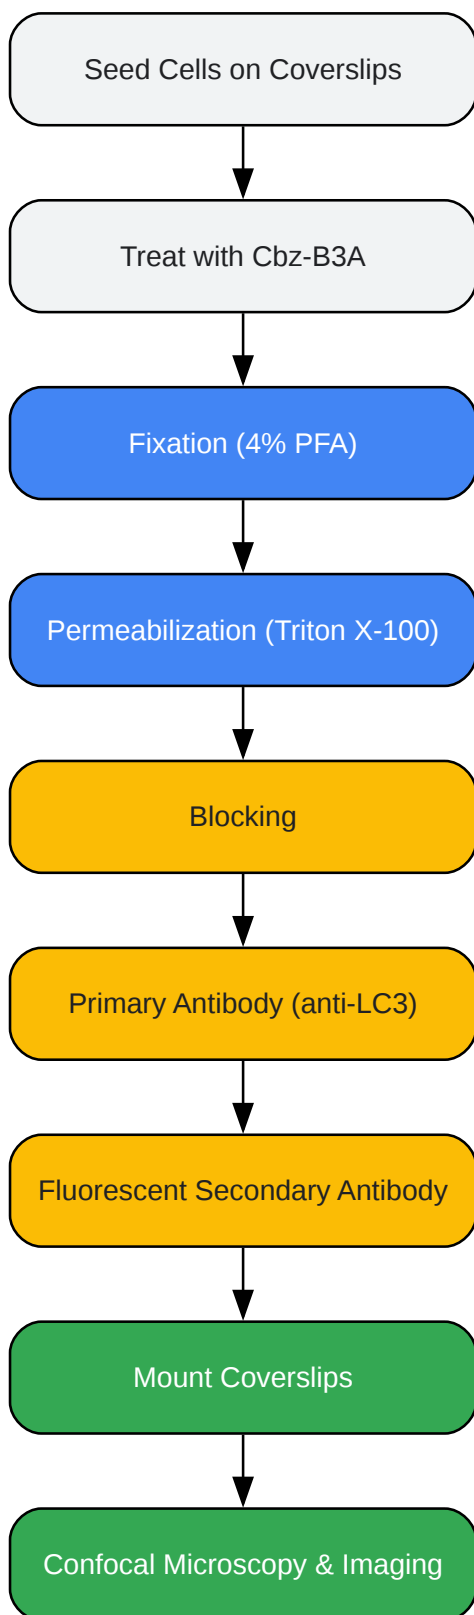 Seed Cells on Coverslips
Treat with Cbz-B3A
Fixation (4% PFA)
Permeabilization (Triton X-100)
Blocking
Primary Antibody (anti-LC3)
Fluorescent Secondary Antibody
Mount Coverslips
Confocal Microscopy & Imaging